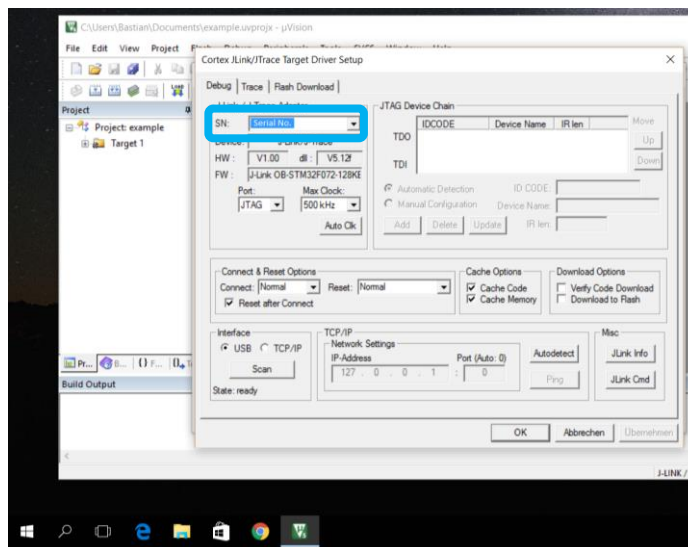 C:\Users\Bastian\Documents\example.uvprojx - µVision
File Edit View Project
Cortex JLink/JTrace Target Driver Setup
Debug Trace Flash Download
SN: Serial No.
JTAG Device Chain
IDCODE Device Name IR len Move
TDO Up
TDI Down
HW : V1.00 dll : V5.12f
FW : J-Link OB-STM32F072-128KE
Port: Max Clock:
JTAG 500 kHz
Auto Clk
Automatic Detection ID CODE:
Manual Configuration Device Name:
Add Delete Update IR len:
Connect & Reset Options
Connect: Normal Reset: Normal
Reset after Connect
Cache Options
Cache Code
Cache Memory
Download Options
Verify Code Download
Download to Flash
Interface
USB TCP/IP
Scan
State: ready
TCP/IP
Network Settings
IP-Address Port (Auto: 0)
127 . 0 . 0 . 1 : 0
Autodetect
Ping
Misc
JLink Info
JLink Cmd
OK Abbrechen Übernehmen
Project
Project: example
Target 1
Pr... B... {} F...
Build Output
J-LINK /